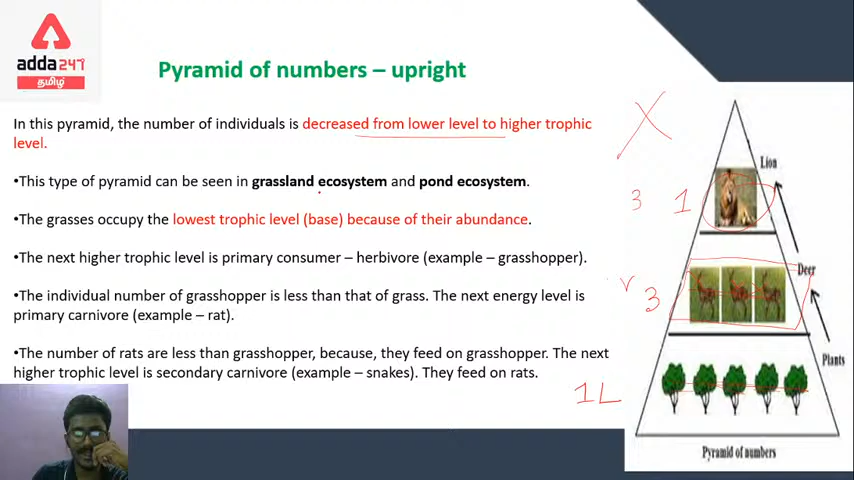 adda247
தமிழ்
Pyramid of numbers – upright
In this pyramid, the number of individuals is decreased from lower level to higher trophic
level.
•This type of pyramid can be seen in grassland ecosystem and pond ecosystem.
•The grasses occupy the lowest trophic level (base) because of their abundance.
•The next higher trophic level is primary consumer – herbivore (example – grasshopper).
•The individual number of grasshopper is less than that of grass. The next energy level is
primary carnivore (example – rat).
•The number of rats are less than grasshopper, because, they feed on grasshopper. The next
higher trophic level is secondary carnivore (example – snakes). They feed on rats.
Lion
3 1
Deer
3
Plants
1L
Pyramid of numbers